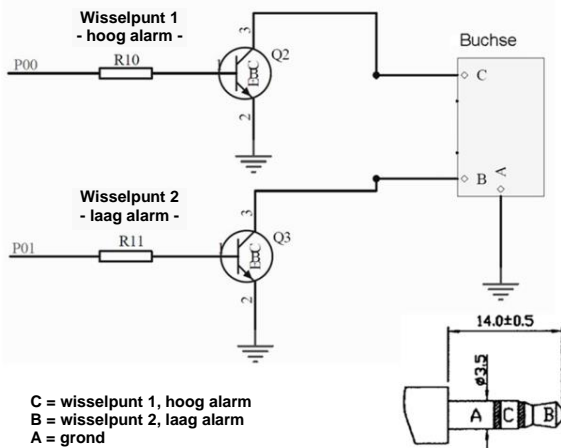 Wisselpunt 1
- hoog alarm -
3
Buchse
P00
R10
1
C
B
E
Q2
C
2
B
A
Wisselpunt 2
- laag alarm -
3
P01
R11
1
C
B
E
Q3
2
14.0±0.5
ø3.5
A
C
B
C = wisselpunt 1, hoog alarm
B = wisselpunt 2, laag alarm
A = grond